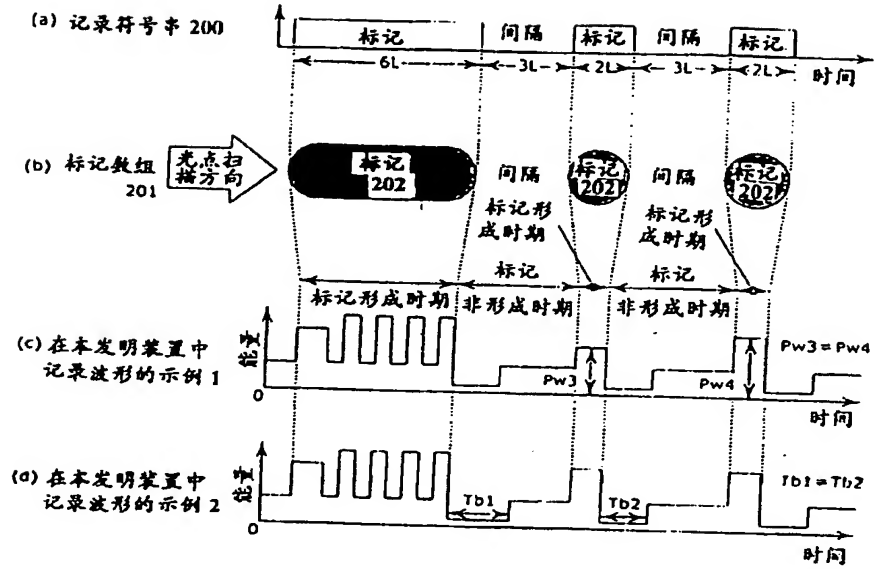 (a) 记录符号串 200
标记 间隔 标记 间隔 标记
6L 3L 2L 3L 2L
时间
(b) 标记数组
201
光点扫
描方向
标记
202
间隔
标记
202
间隔
标记
202
标记形
成时期
标记形
成时期
标记形成时期
标记
非形成时期
标记
非形成时期
(c) 在本发明装置中
记录波形的示例 1
能量
0
Pw3
Pw4
Pw3=Pw4
时间
(d) 在本发明装置中
记录波形的示例 2
能量
0
Tb1
Tb2
Tb1=Tb2
时间